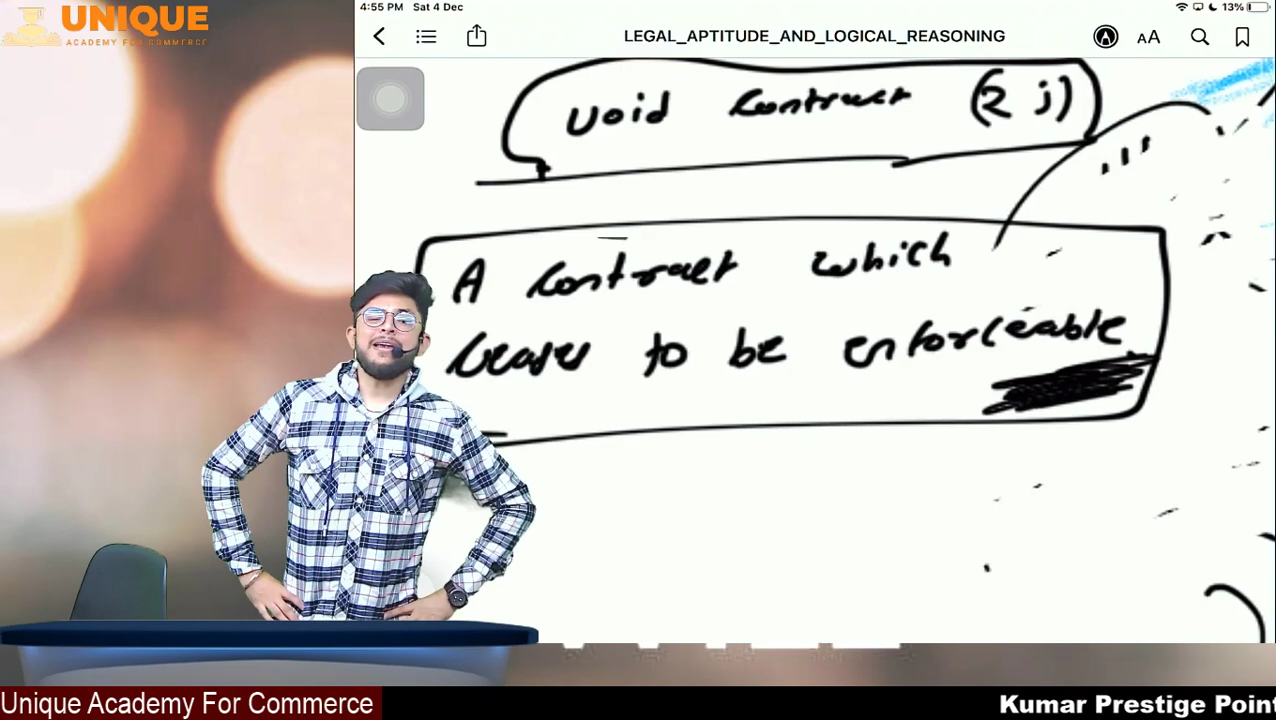 UNIQUE
ACADEMY FOR COMMERCE
4:55 PM Sat 4 Dec
13%
LEGAL_APTITUDE_AND_LOGICAL_REASONING
AA
void contract (2 j)
A contract which
ceases to be enforceable
Unique Academy For Commerce
Kumar Prestige Point